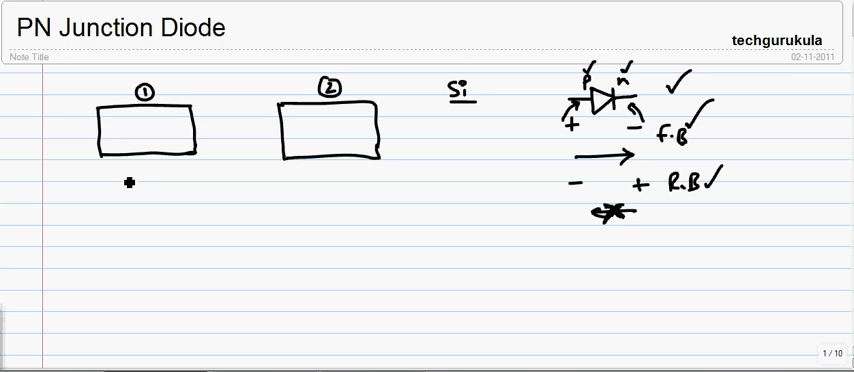 PN Junction Diode
techgurukula
Note Title
02-11-2011
① ② Si
p n
+ − F.B
− + R.B
1 / 10